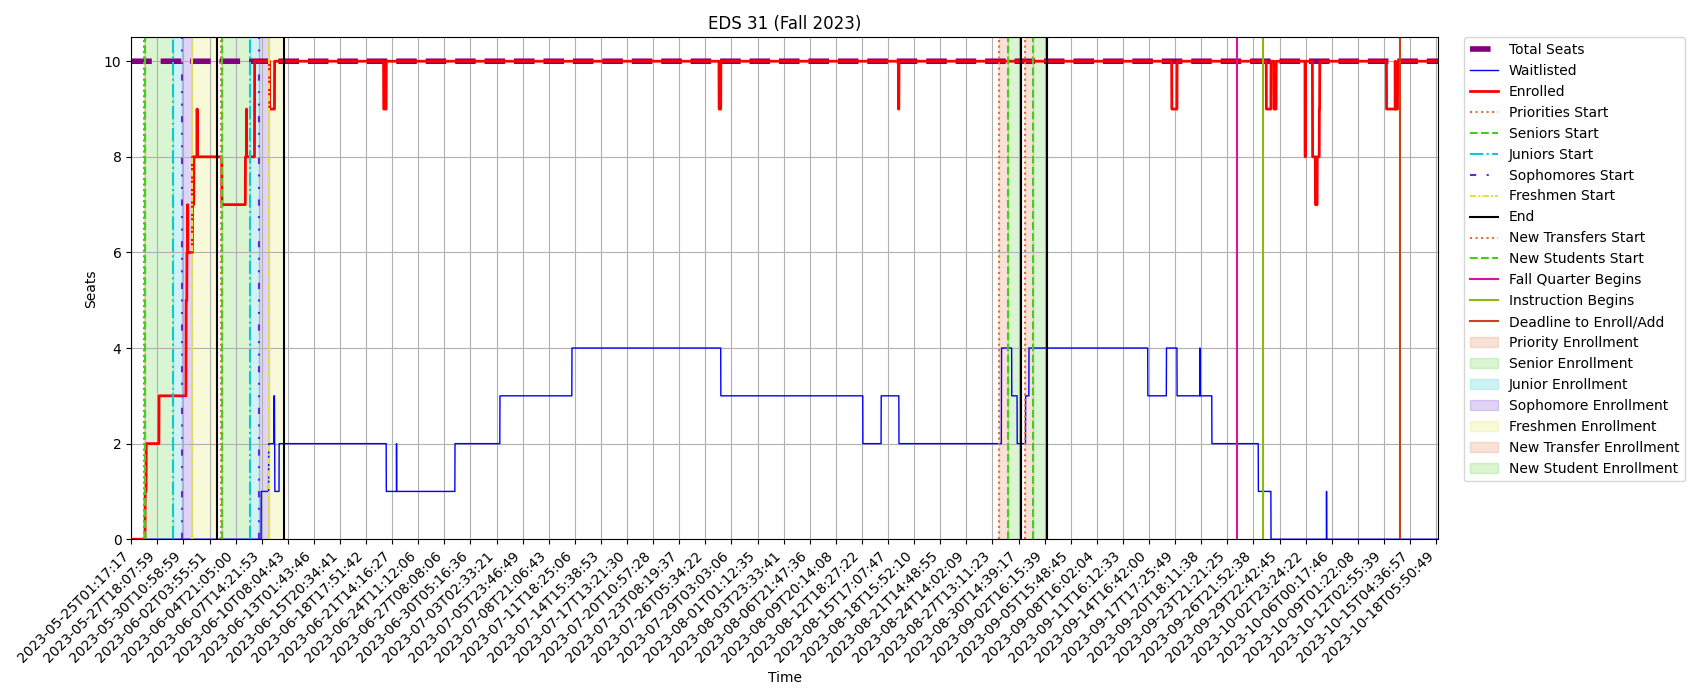 EDS 31 (Fall 2023)
Seats
10
8
6
4
2
0
2023-05-25T01:17:17
2023-05-27T18:07:59
2023-05-30T10:58:59
2023-06-02T03:55:51
2023-06-04T21:05:00
2023-06-07T14:21:53
2023-06-10T08:04:43
2023-06-13T01:43:46
2023-06-15T20:34:41
2023-06-18T17:51:42
2023-06-21T14:16:27
2023-06-24T11:12:06
2023-06-27T08:08:06
2023-06-30T05:16:36
2023-07-03T02:33:21
2023-07-05T23:46:49
2023-07-08T21:06:43
2023-07-11T18:25:06
2023-07-14T15:38:53
2023-07-17T13:21:30
2023-07-20T10:57:28
2023-07-23T08:19:37
2023-07-26T05:34:22
2023-07-29T03:03:06
2023-08-01T01:12:35
2023-08-03T23:33:41
2023-08-06T21:47:36
2023-08-09T20:14:08
2023-08-12T18:27:22
2023-08-15T17:07:47
2023-08-18T15:52:10
2023-08-21T14:48:55
2023-08-24T14:02:09
2023-08-27T13:11:23
2023-08-30T14:39:17
2023-09-02T16:15:39
2023-09-05T15:48:45
2023-09-08T16:02:04
2023-09-11T16:12:33
2023-09-14T16:42:00
2023-09-17T17:25:49
2023-09-20T18:11:38
2023-09-23T21:21:25
2023-09-26T21:52:38
2023-09-29T22:42:45
2023-10-02T23:24:22
2023-10-06T00:17:46
2023-10-09T01:22:08
2023-10-12T02:55:39
2023-10-15T04:36:57
2023-10-18T05:50:49
Time
Total Seats
Waitlisted
Enrolled
Priorities Start
Seniors Start
Juniors Start
Sophomores Start
Freshmen Start
End
New Transfers Start
New Students Start
Fall Quarter Begins
Instruction Begins
Deadline to Enroll/Add
Priority Enrollment
Senior Enrollment
Junior Enrollment
Sophomore Enrollment
Freshmen Enrollment
New Transfer Enrollment
New Student Enrollment